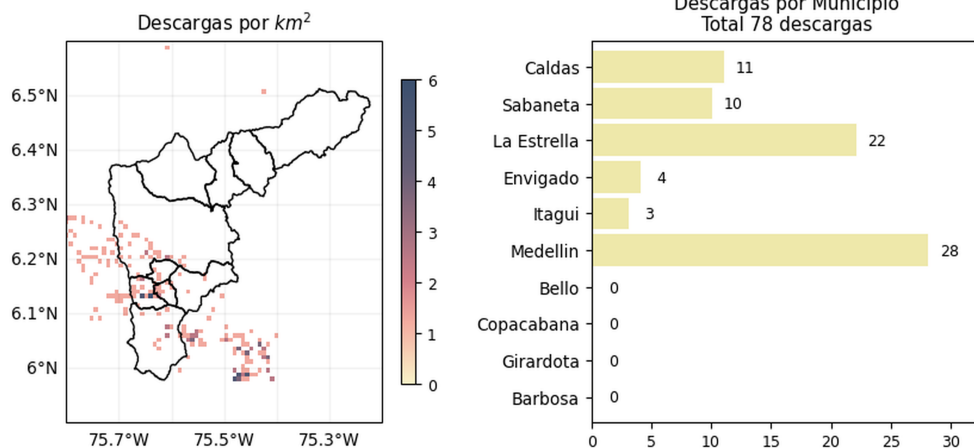 Descargas por km²
6.5°N
6.4°N
6.3°N
6.2°N
6.1°N
6°N
75.7°W 75.5°W 75.3°W
6
5
4
3
2
1
0
Descargas por Municipio
Total 78 descargas
Caldas 11
Sabaneta 10
La Estrella 22
Envigado 4
Itagui 3
Medellin 28
Bello 0
Copacabana 0
Girardota 0
Barbosa 0
0 5 10 15 20 25 30